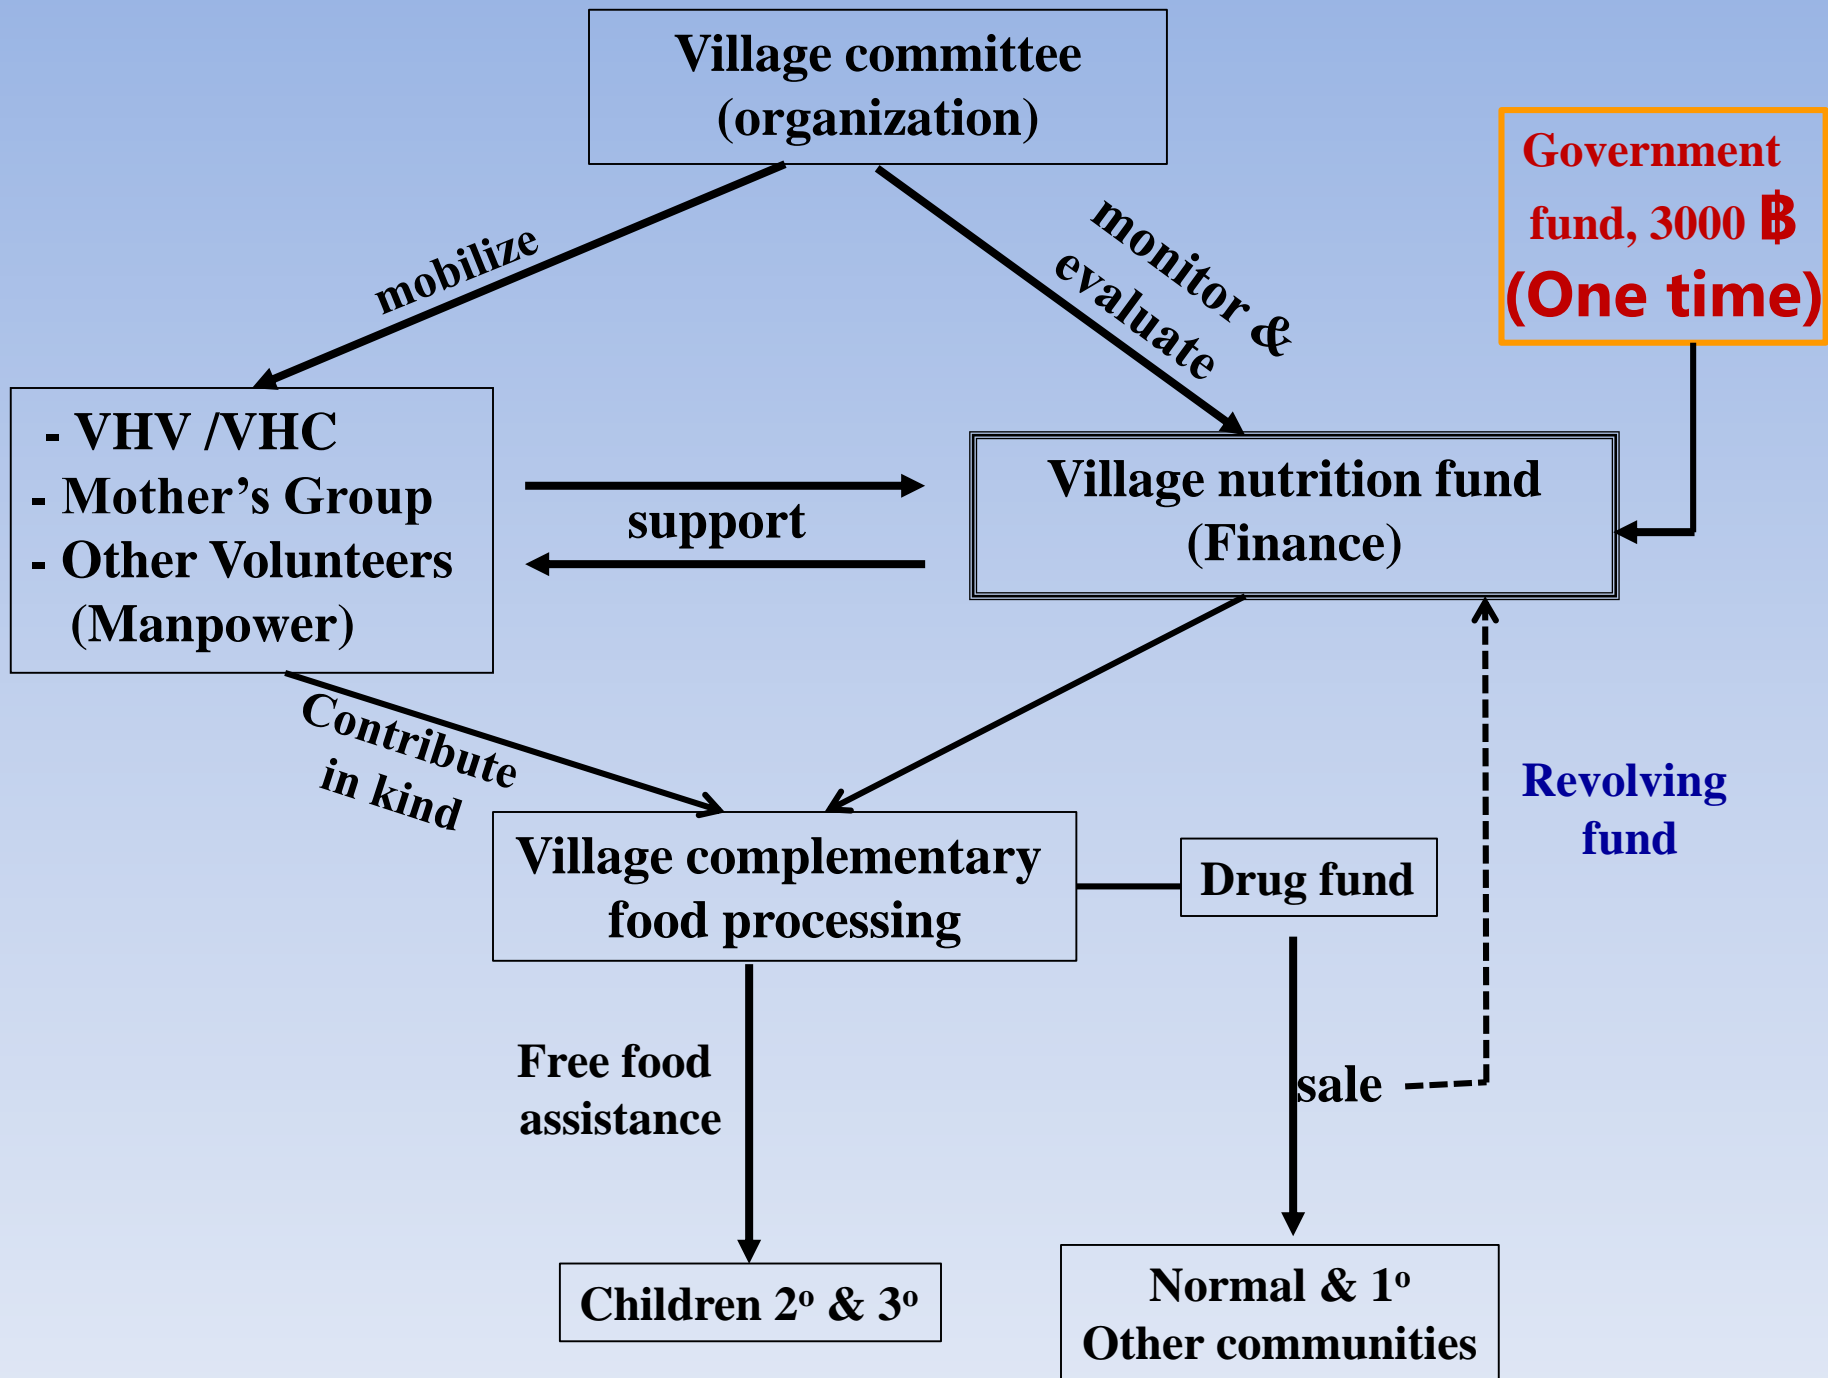 Village committee
(organization)
Government
fund, 3000 ฿
(One time)
mobilize
monitor &
evaluate
- VHV /VHC
- Mother’s Group
- Other Volunteers
(Manpower)
support
Village nutrition fund
(Finance)
Contribute
in kind
Revolving
fund
Village complementary
food processing
Drug fund
Free food
assistance
sale
Children 2º & 3º
Normal & 1º
Other communities